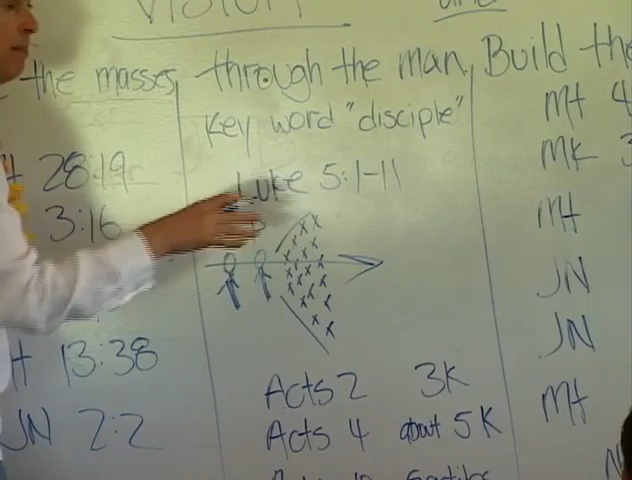 Vision
the masses, through the man, Build the
Key word "disciple"
28:19
3:16
13:38
JN 2:2
Luke 5:1-11
Acts 2 3K
Acts 4 about 5K
Mt 4
MK 3
Mt
JN
JN
Mt